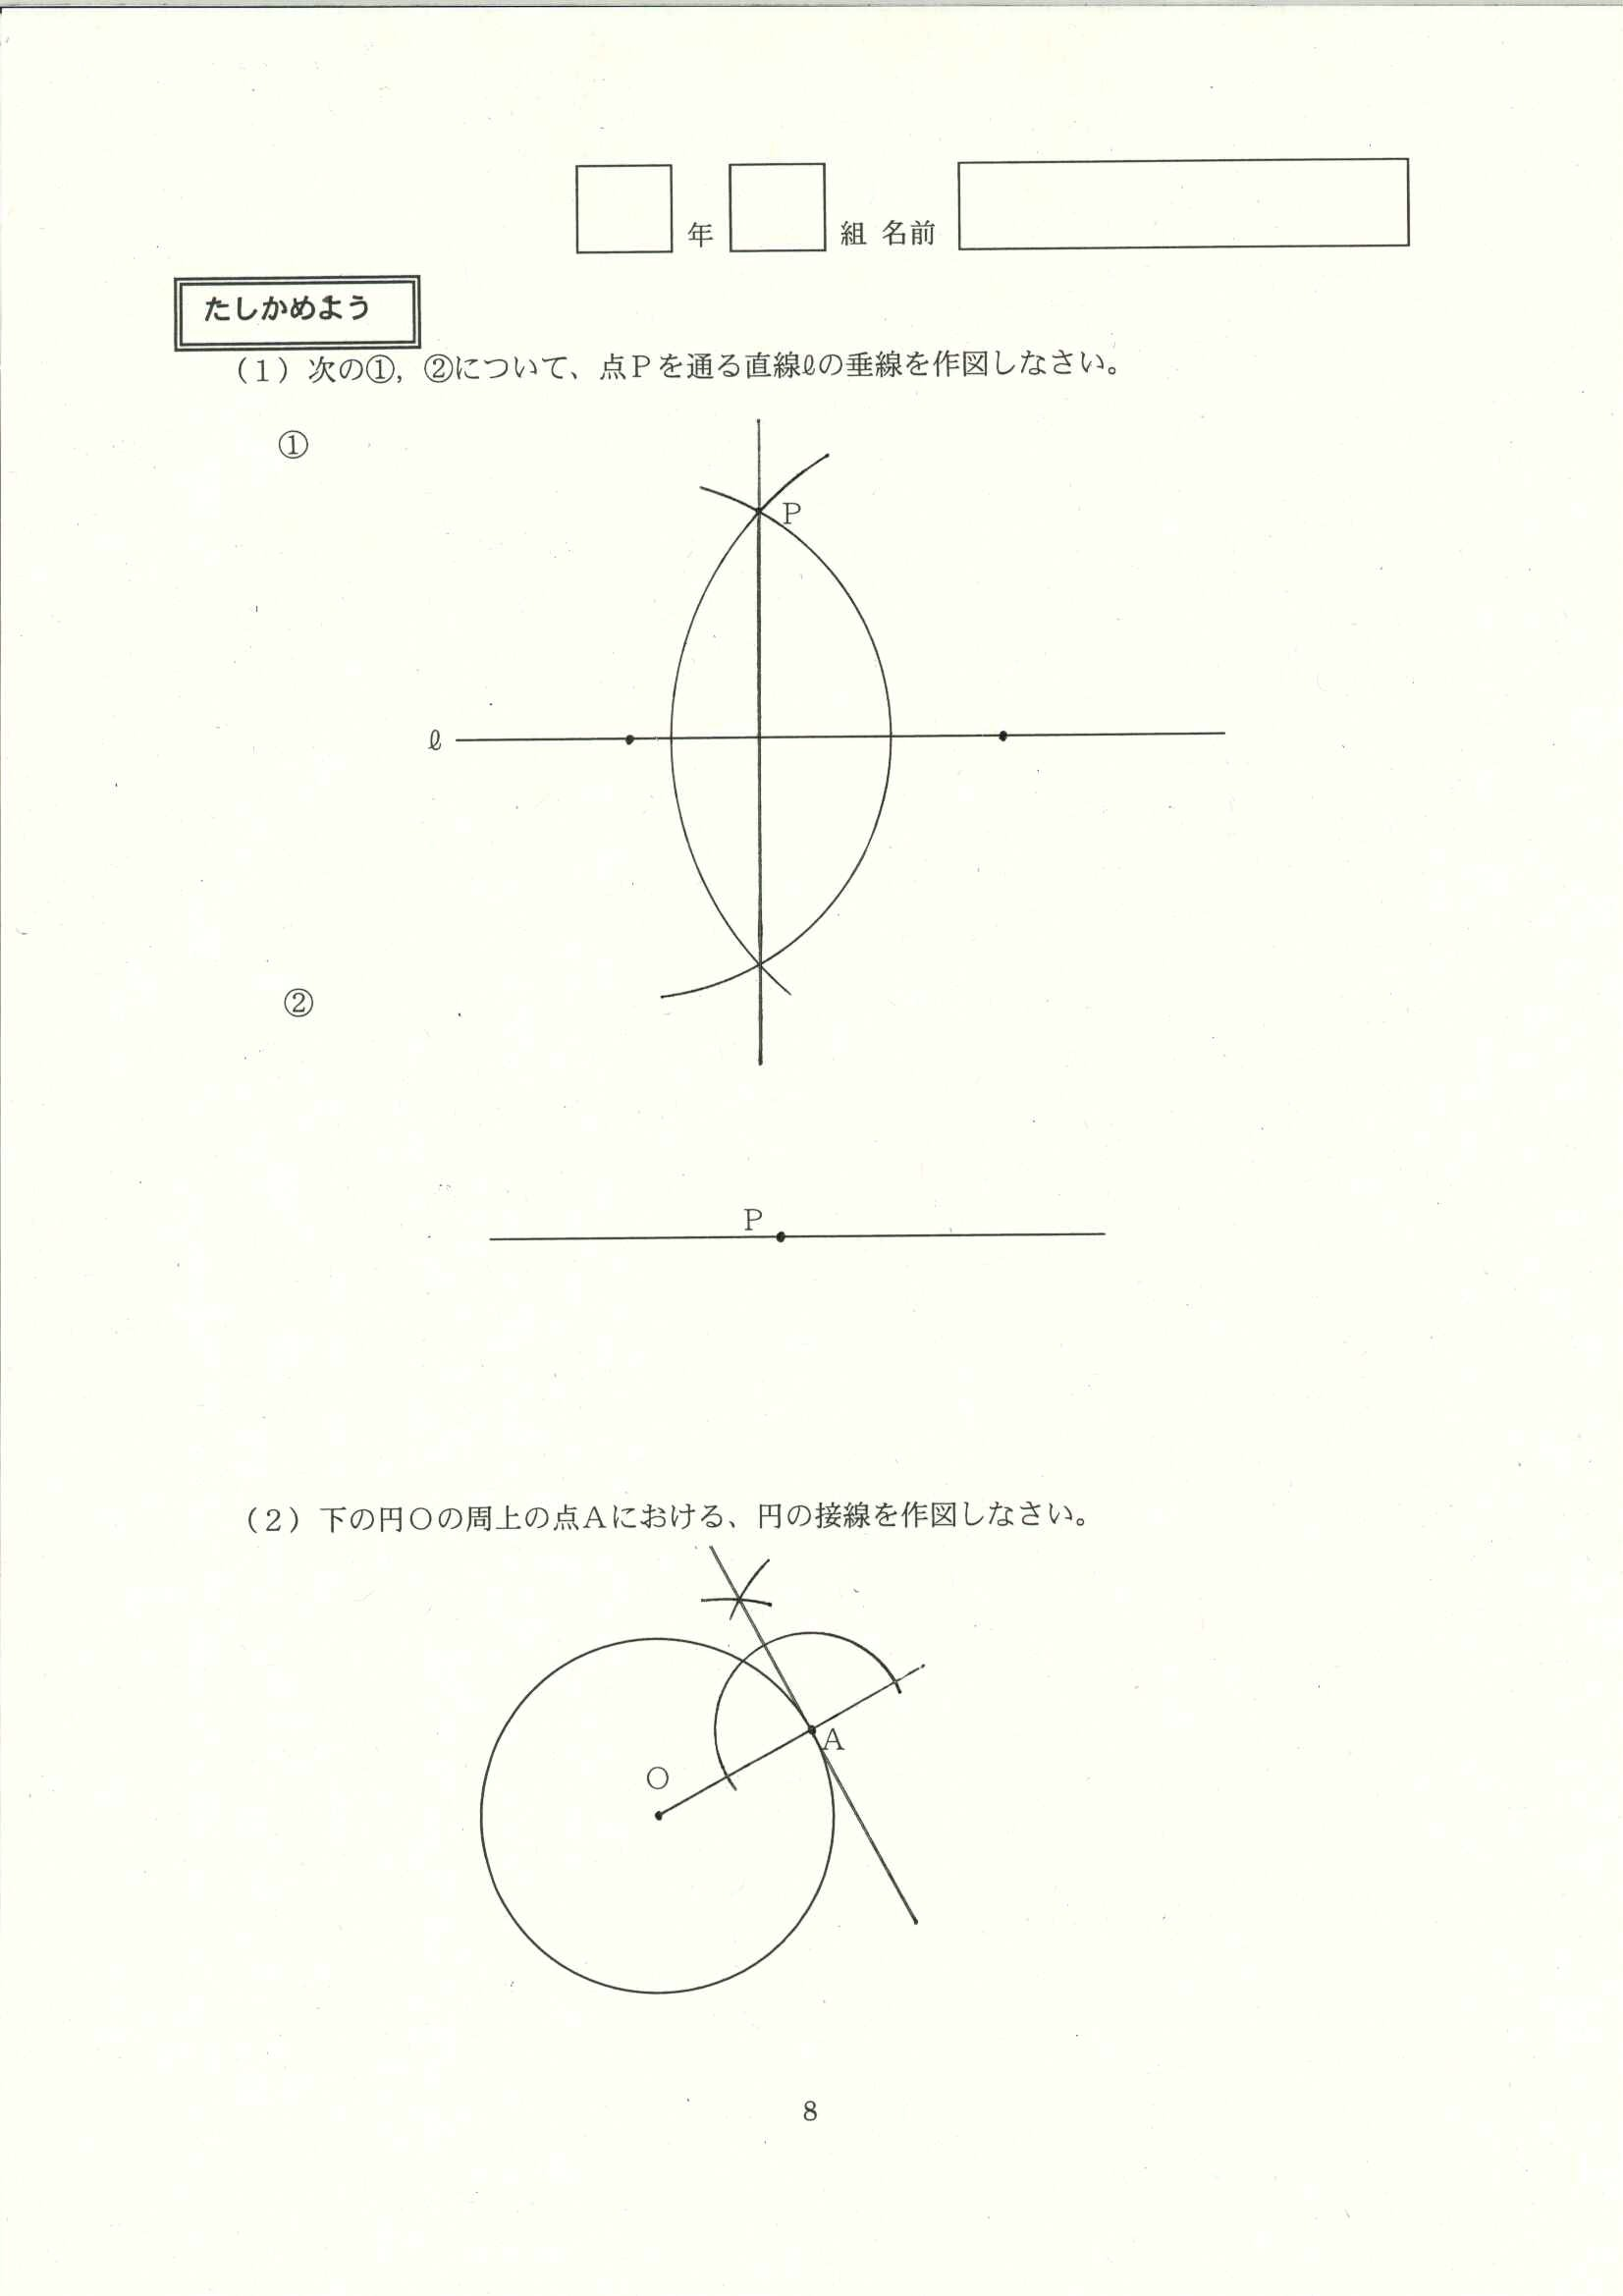 年 組 名前
たしかめよう
(1) 次の①, ②について、点Pを通る直線ℓの垂線を作図しなさい。
①
P
ℓ
②
P
(2) 下の円Oの周上の点Aにおける、円の接線を作図しなさい。
A
O
8